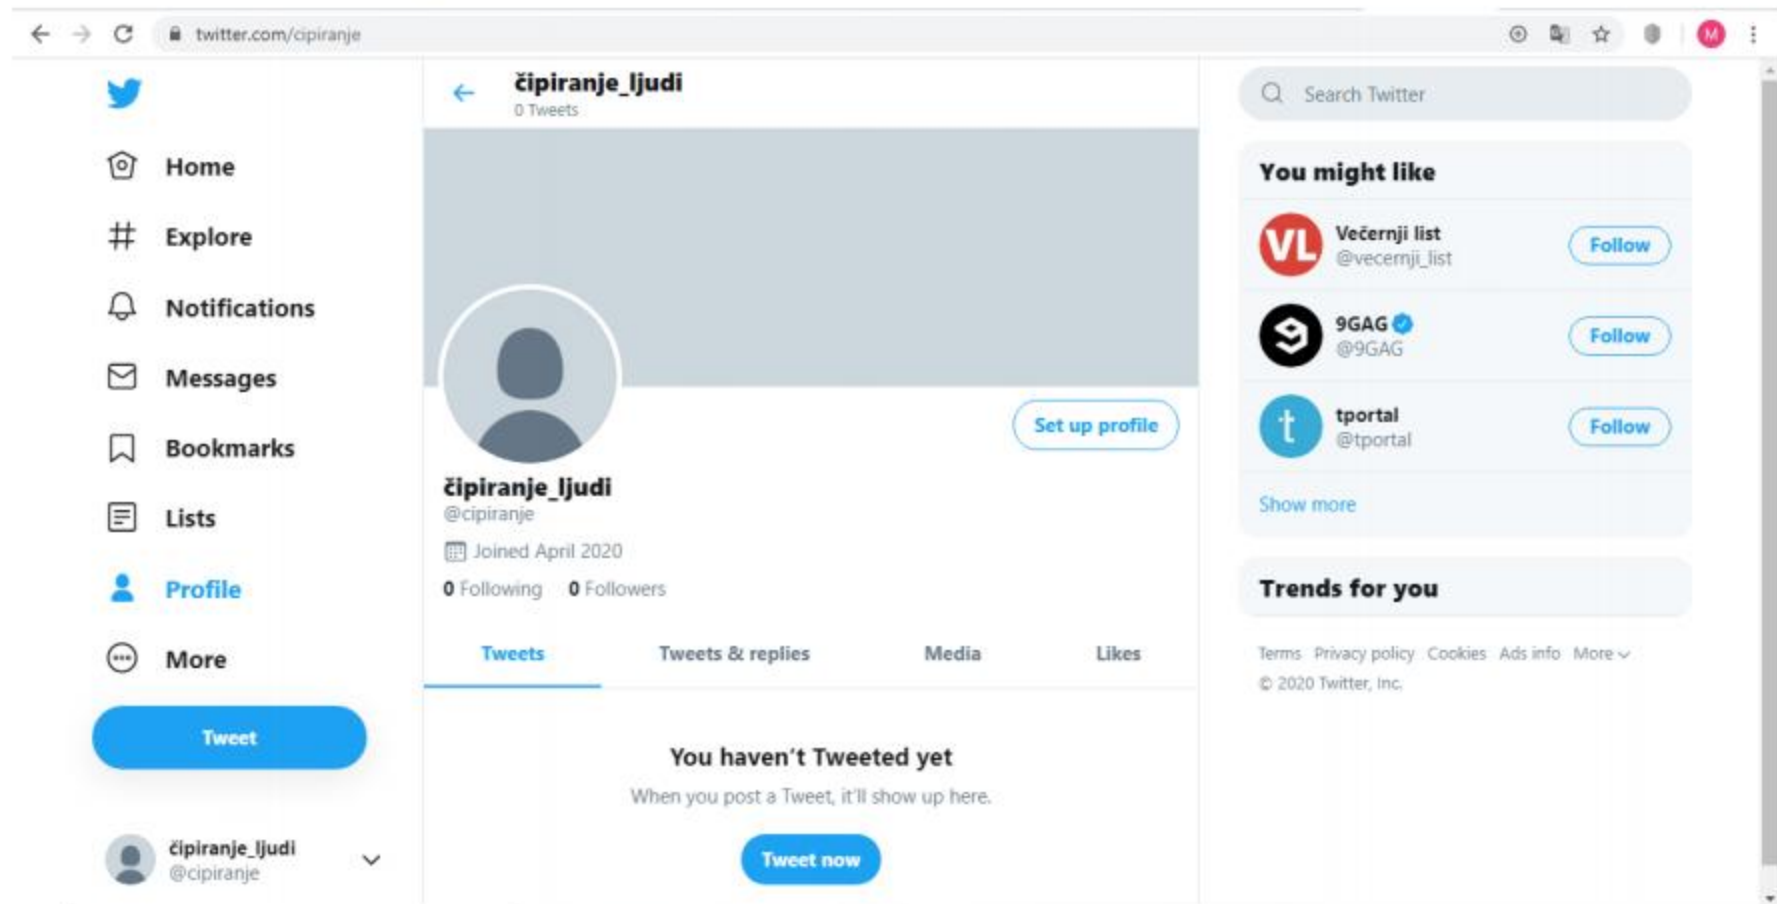 twitter.com/cipiranje
M
Home
Explore
Notifications
Messages
Bookmarks
Lists
Profile
More
Tweet
čipiranje_ljudi
@cipiranje
čipiranje_ljudi
0 Tweets
Set up profile
čipiranje_ljudi
@cipiranje
Joined April 2020
0 Following 0 Followers
Tweets Tweets & replies Media Likes
You haven't Tweeted yet
When you post a Tweet, it'll show up here.
Tweet now
Search Twitter
You might like
VL
Večernji list
@vecernji_list
Follow
9GAG
@9GAG
Follow
t
tportal
@tportal
Follow
Show more
Trends for you
Terms Privacy policy Cookies Ads info More
© 2020 Twitter, Inc.